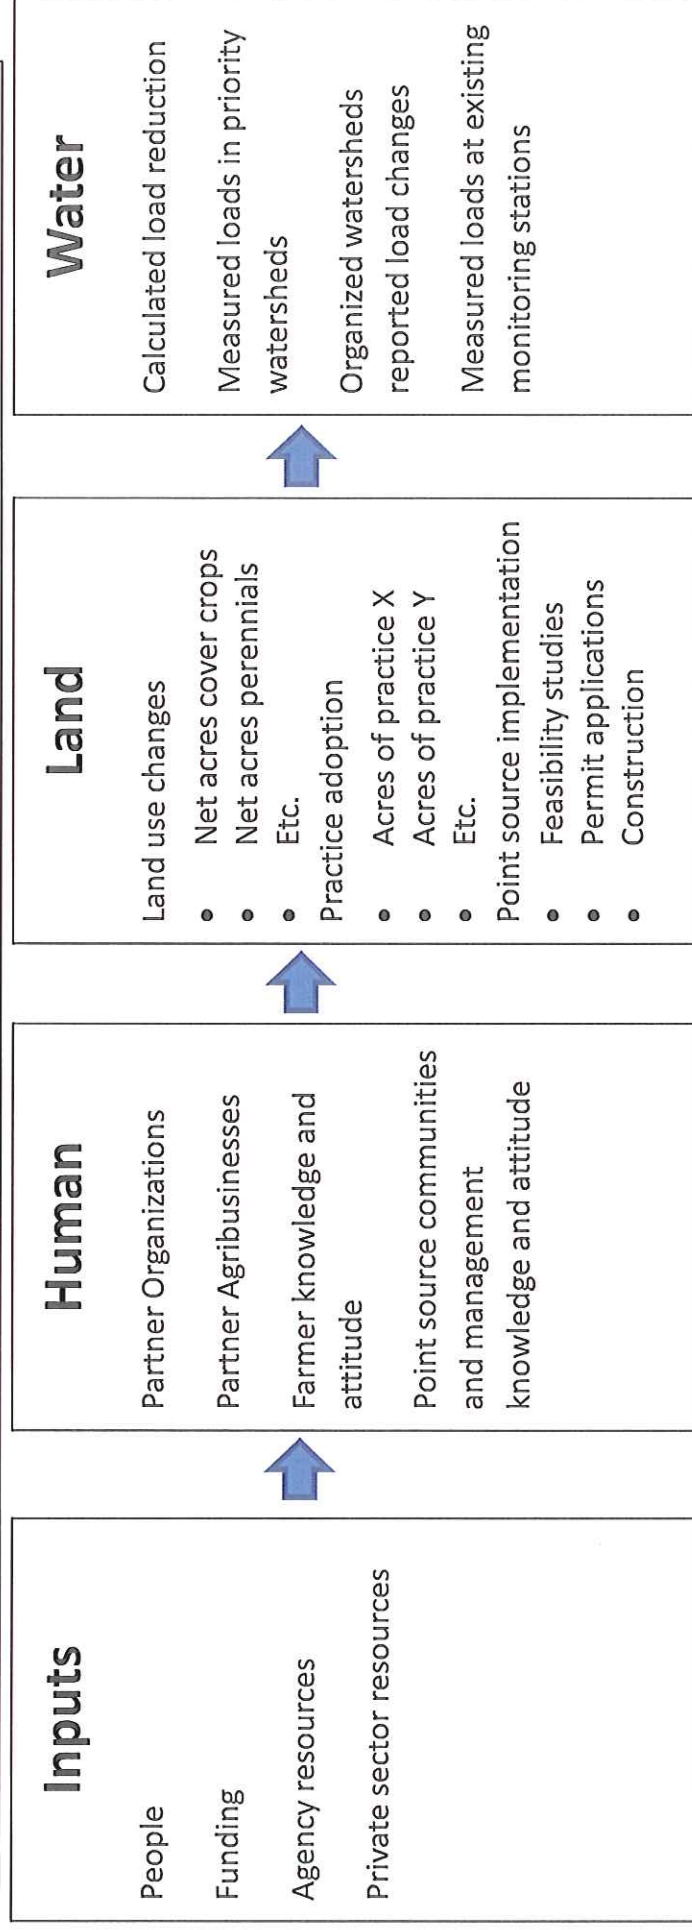 Inputs
People
Funding
Agency resources
Private sector resources
Human
Partner Organizations
Partner Agribusinesses
Farmer knowledge and
attitude
Point source communities
and management
knowledge and attitude
Land
Land use changes
• Net acres cover crops
• Net acres perennials
• Etc.
Practice adoption
• Acres of practice X
• Acres of practice Y
• Etc.
Point source implementation
• Feasibility studies
• Permit applications
• Construction
Water
Calculated load reduction
Measured loads in priority
watersheds
Organized watersheds
reported load changes
Measured loads at existing
monitoring stations